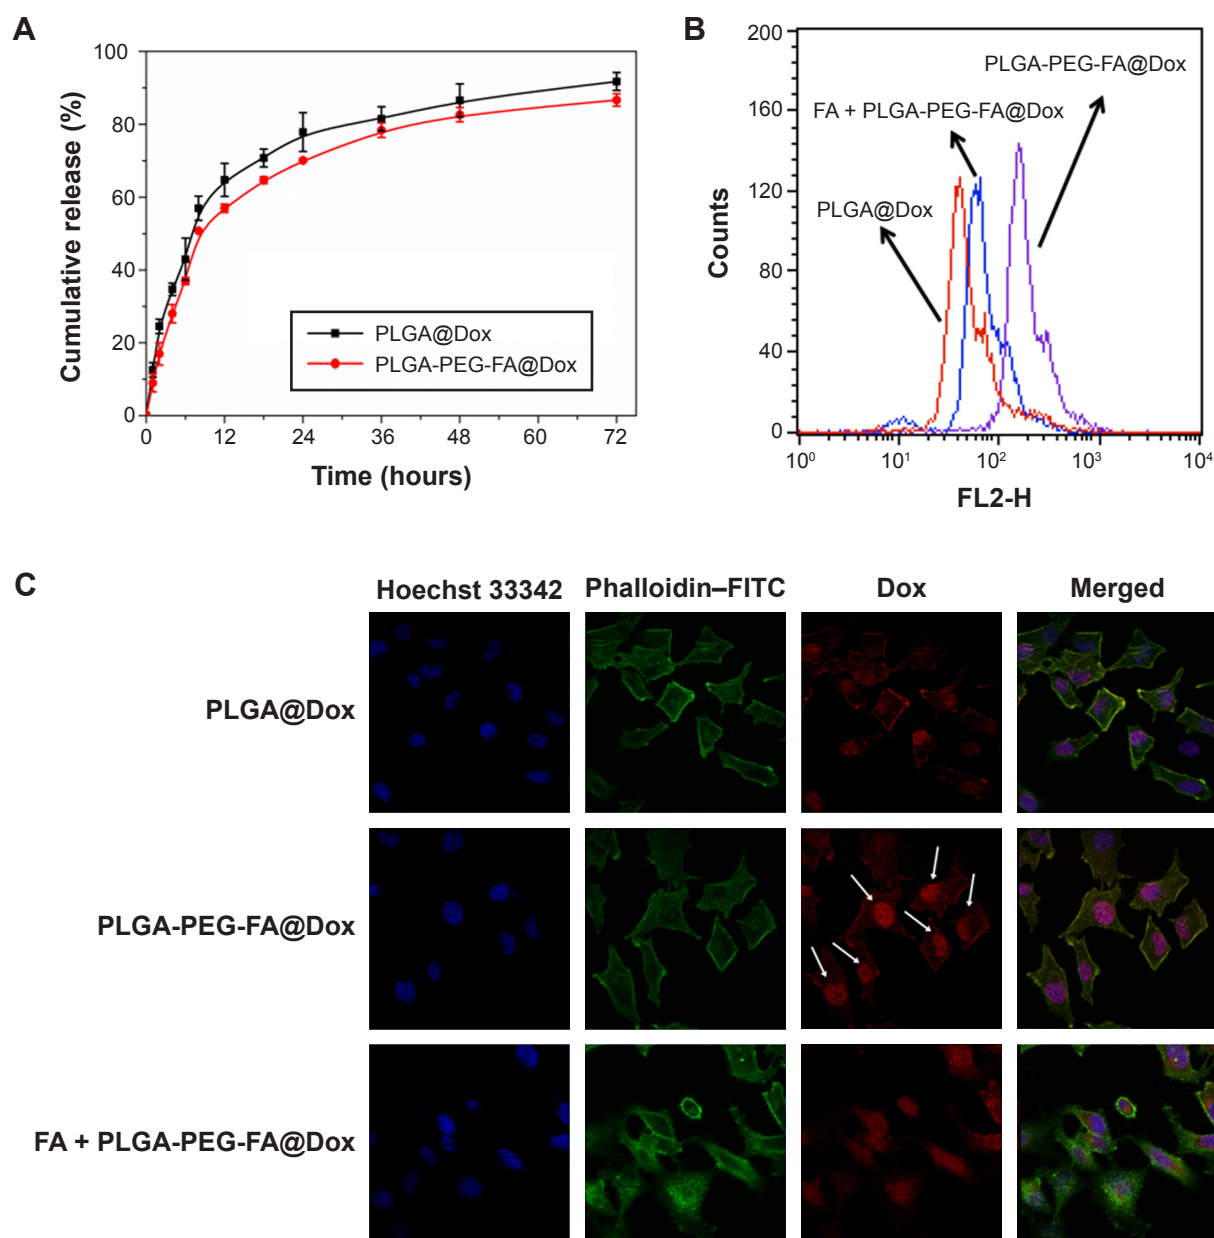 A
100
80
60
40
20
0
Cumulative release (%)
PLGA@Dox
PLGA-PEG-FA@Dox
0 12 24 36 48 60 72
Time (hours)
B
200
160
120
80
40
0
Counts
PLGA-PEG-FA@Dox
FA + PLGA-PEG-FA@Dox
PLGA@Dox
10⁰ 10¹ 10² 10³ 10⁴
FL2-H
C
Hoechst 33342 Phalloidin–FITC Dox Merged
PLGA@Dox
PLGA-PEG-FA@Dox
FA + PLGA-PEG-FA@Dox